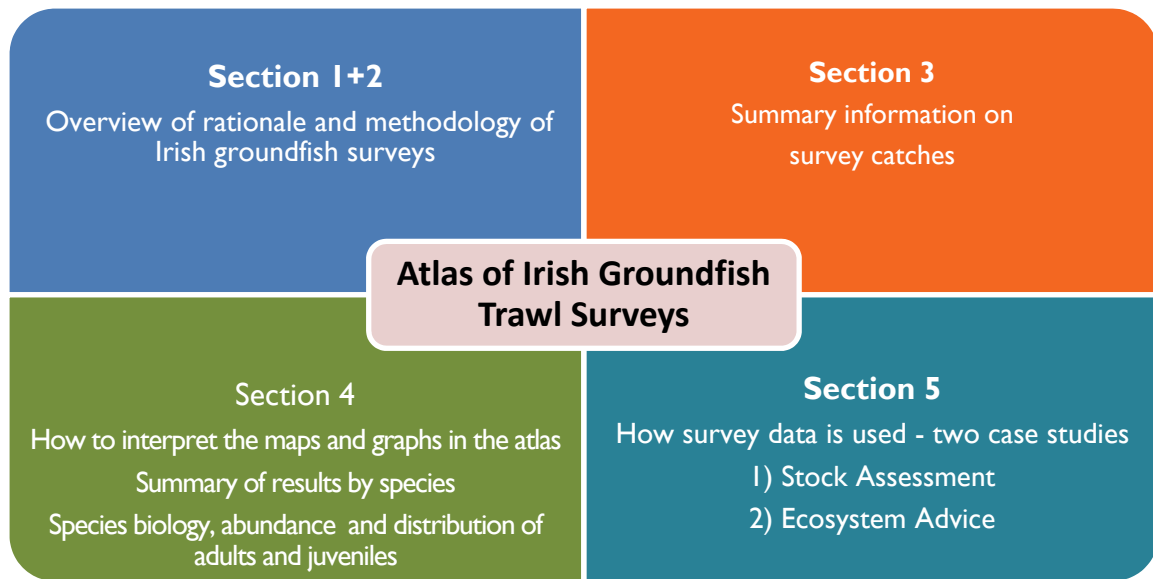 Section 1+2
Overview of rationale and methodology of
Irish groundfish surveys
Section 3
Summary information on
survey catches
Atlas of Irish Groundfish
Trawl Surveys
Section 4
How to interpret the maps and graphs in the atlas
Summary of results by species
Species biology, abundance and distribution of
adults and juveniles
Section 5
How survey data is used - two case studies
1) Stock Assessment
2) Ecosystem Advice